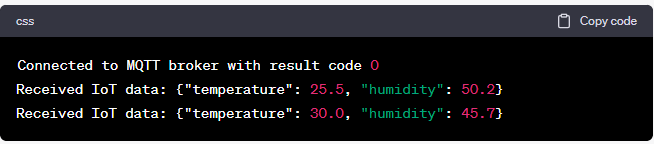 css Copy code
Connected to MQTT broker with result code 0
Received IoT data: {"temperature": 25.5, "humidity": 50.2}
Received IoT data: {"temperature": 30.0, "humidity": 45.7}